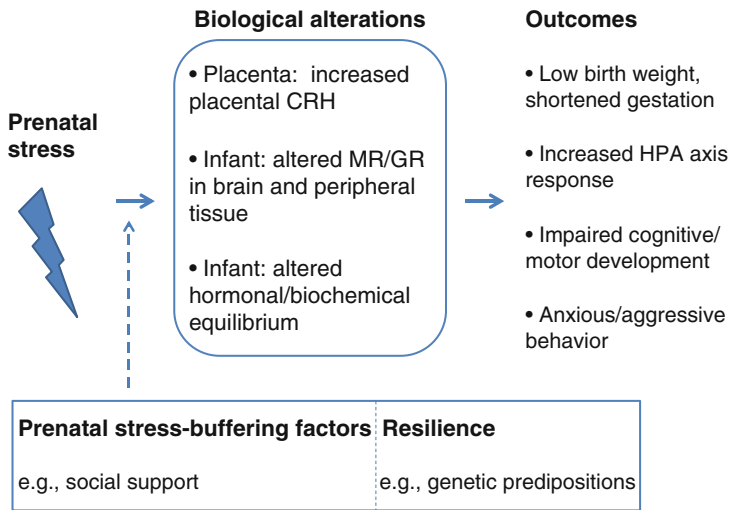 Prenatal
stress
Biological alterations
• Placenta: increased
placental CRH
• Infant: altered MR/GR
in brain and peripheral
tissue
• Infant: altered
hormonal/biochemical
equilibrium
Outcomes
• Low birth weight,
shortened gestation
• Increased HPA axis
response
• Impaired cognitive/
motor development
• Anxious/aggressive
behavior
Prenatal stress-buffering factors
e.g., social support
Resilience
e.g., genetic predipositions